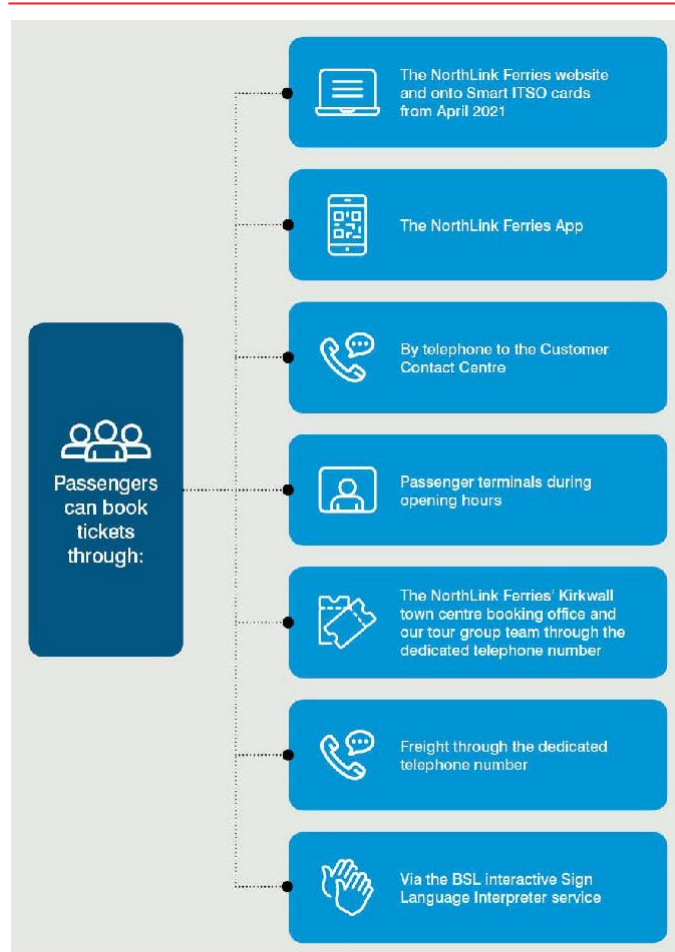 Passengers
can book
tickets
through:
The NorthLink Ferries website
and onto Smart ITSO cards
from April 2021
The NorthLink Ferries App
By telephone to the Customer
Contact Centre
Passenger terminals during
opening hours
The NorthLink Ferries' Kirkwall
town centre booking office and
our tour group team through the
dedicated telephone number
Freight through the dedicated
telephone number
Via the BSL interactive Sign
Language Interpreter service